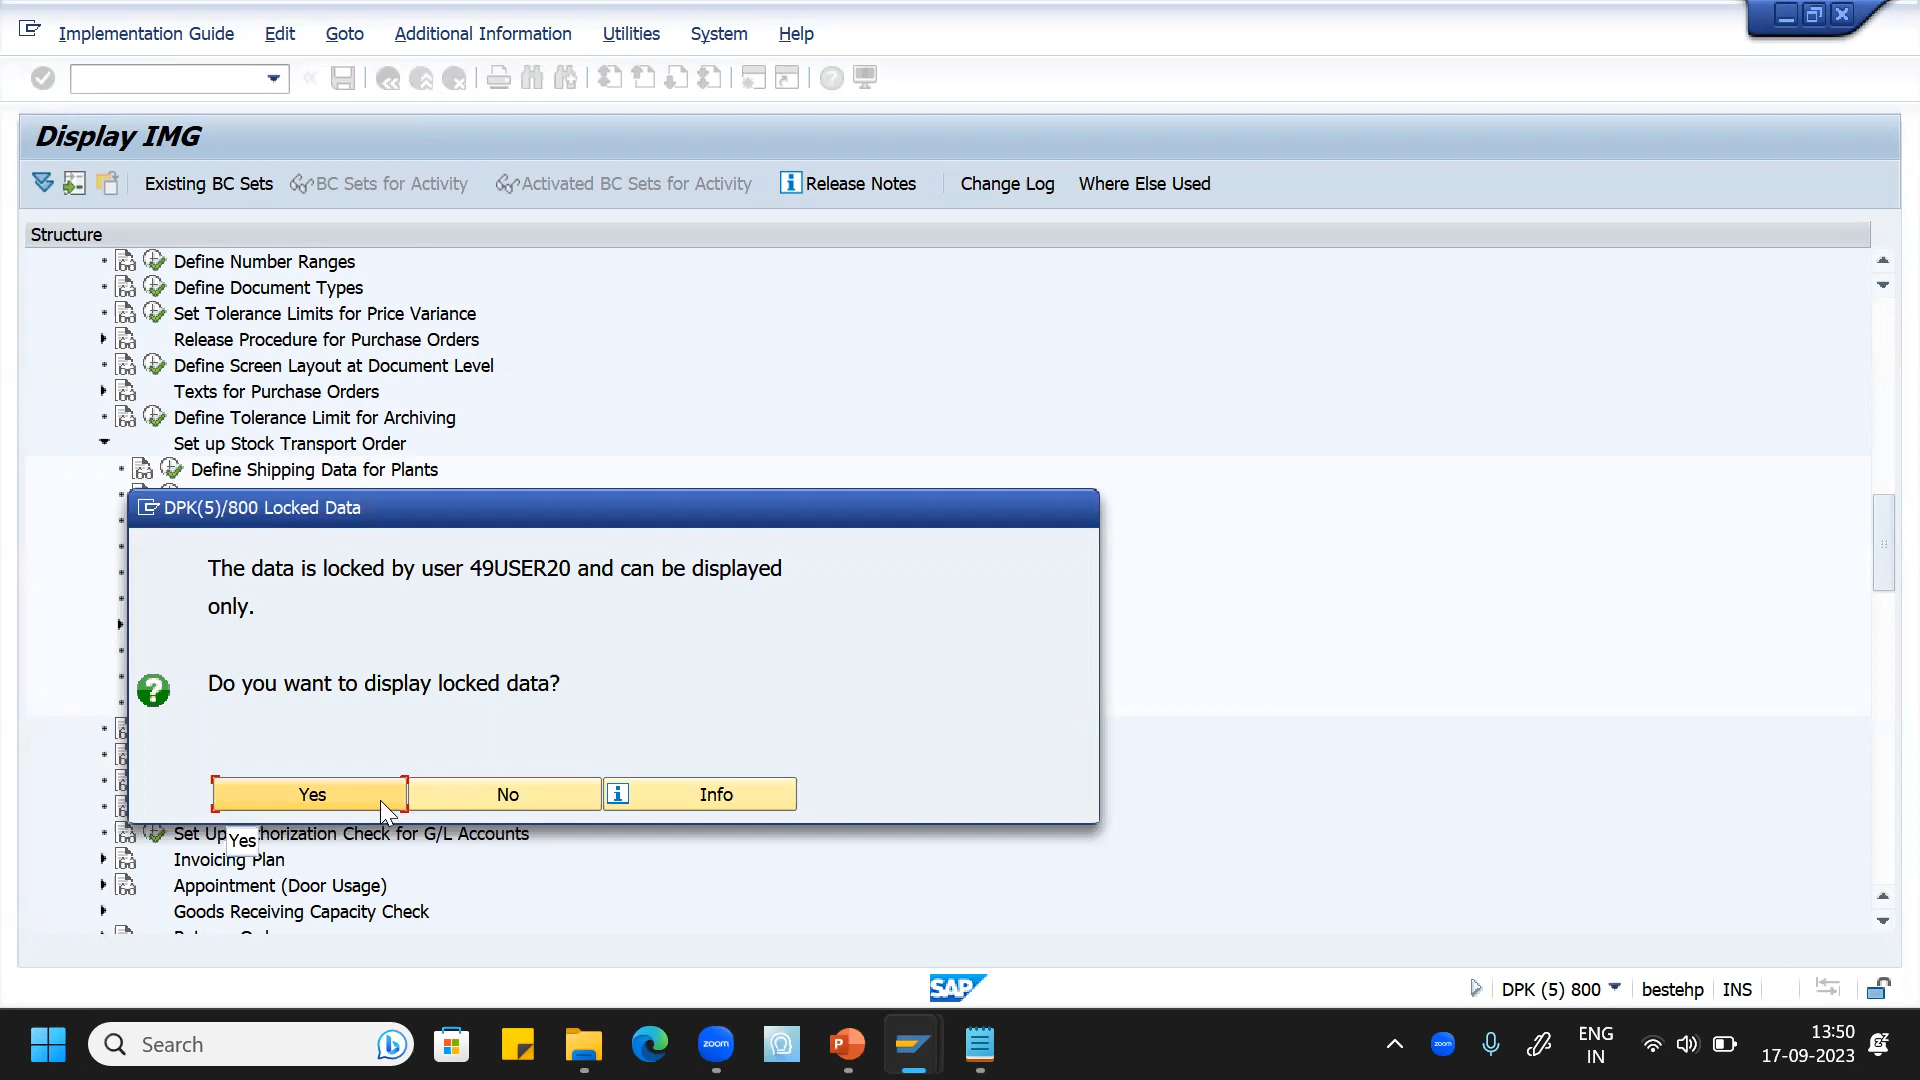 Implementation Guide Edit Goto Additional Information Utilities System Help
Display IMG
Existing BC Sets BC Sets for Activity Activated BC Sets for Activity Release Notes Change Log Where Else Used
Structure
Define Number Ranges
Define Document Types
Set Tolerance Limits for Price Variance
Release Procedure for Purchase Orders
Define Screen Layout at Document Level
Texts for Purchase Orders
Define Tolerance Limit for Archiving
Set up Stock Transport Order
Define Shipping Data for Plants
DPK(5)/800 Locked Data
The data is locked by user 49USER20 and can be displayed
only.
Do you want to display locked data?
Yes No Info
Set Up horization Check for G/L Accounts
Yes
Invoicing Plan
Appointment (Door Usage)
Goods Receiving Capacity Check
SAP DPK (5) 800 bestehp INS
Search zoom zoom ENG 13:50
IN 17-09-2023